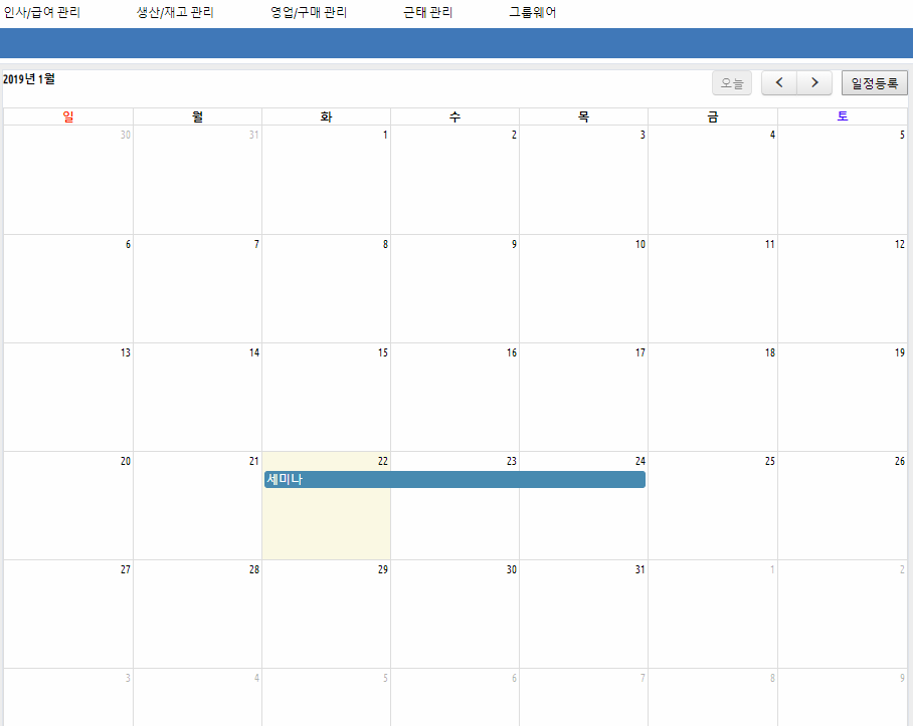 인사/급여 관리 생산/재고 관리 영업/구매 관리 근태 관리 그룹웨어
2019년 1월 오늘 일정등록
일 월 화 수 목 금 토
30 31 1 2 3 4 5
6 7 8 9 10 11 12
13 14 15 16 17 18 19
20 21 22 23 24 25 26
세미나
27 28 29 30 31 1 2
3 4 5 6 7 8 9